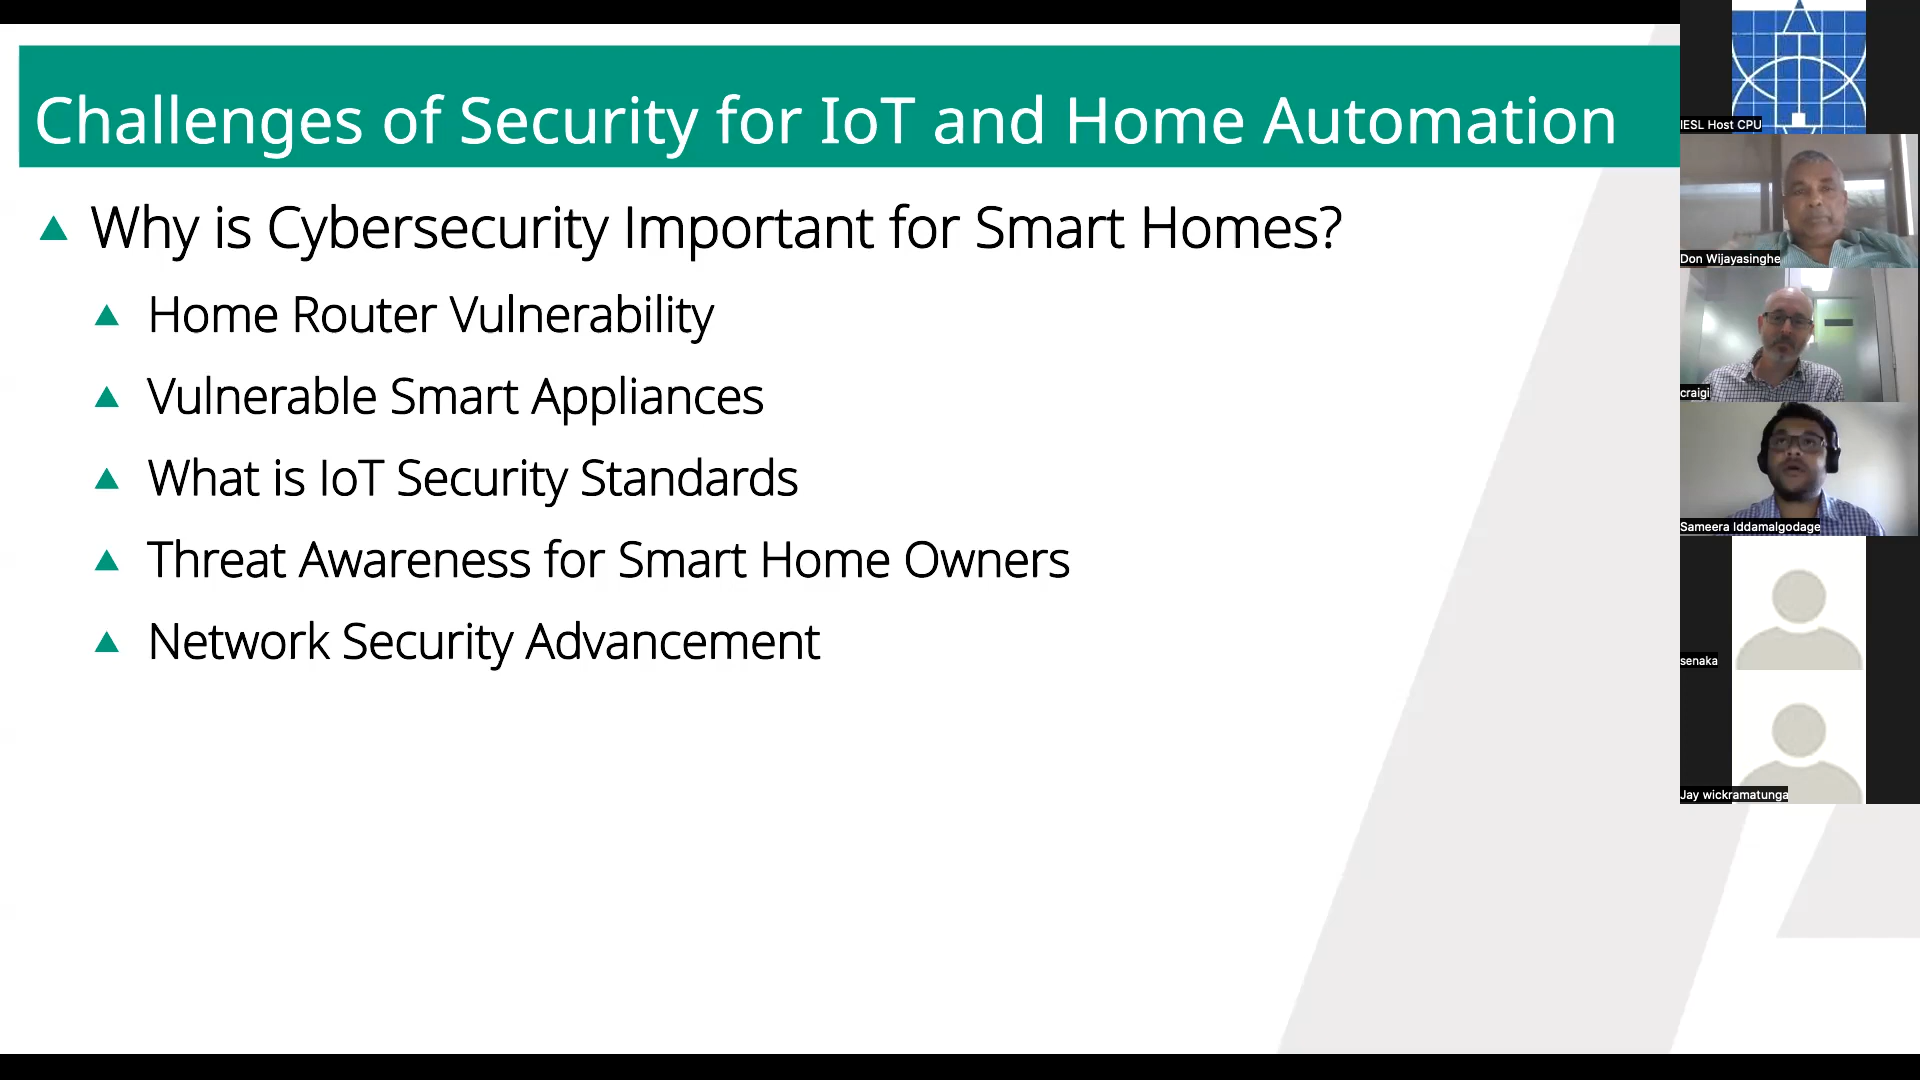 Challenges of Security for IoT and Home Automation
Why is Cybersecurity Important for Smart Homes?
Home Router Vulnerability
Vulnerable Smart Appliances
What is IoT Security Standards
Threat Awareness for Smart Home Owners
Network Security Advancement
IESL Host CPU
Don Wijayasinghe
craigi
Sameera Iddamalgodage
senaka
Jay wickramatunga